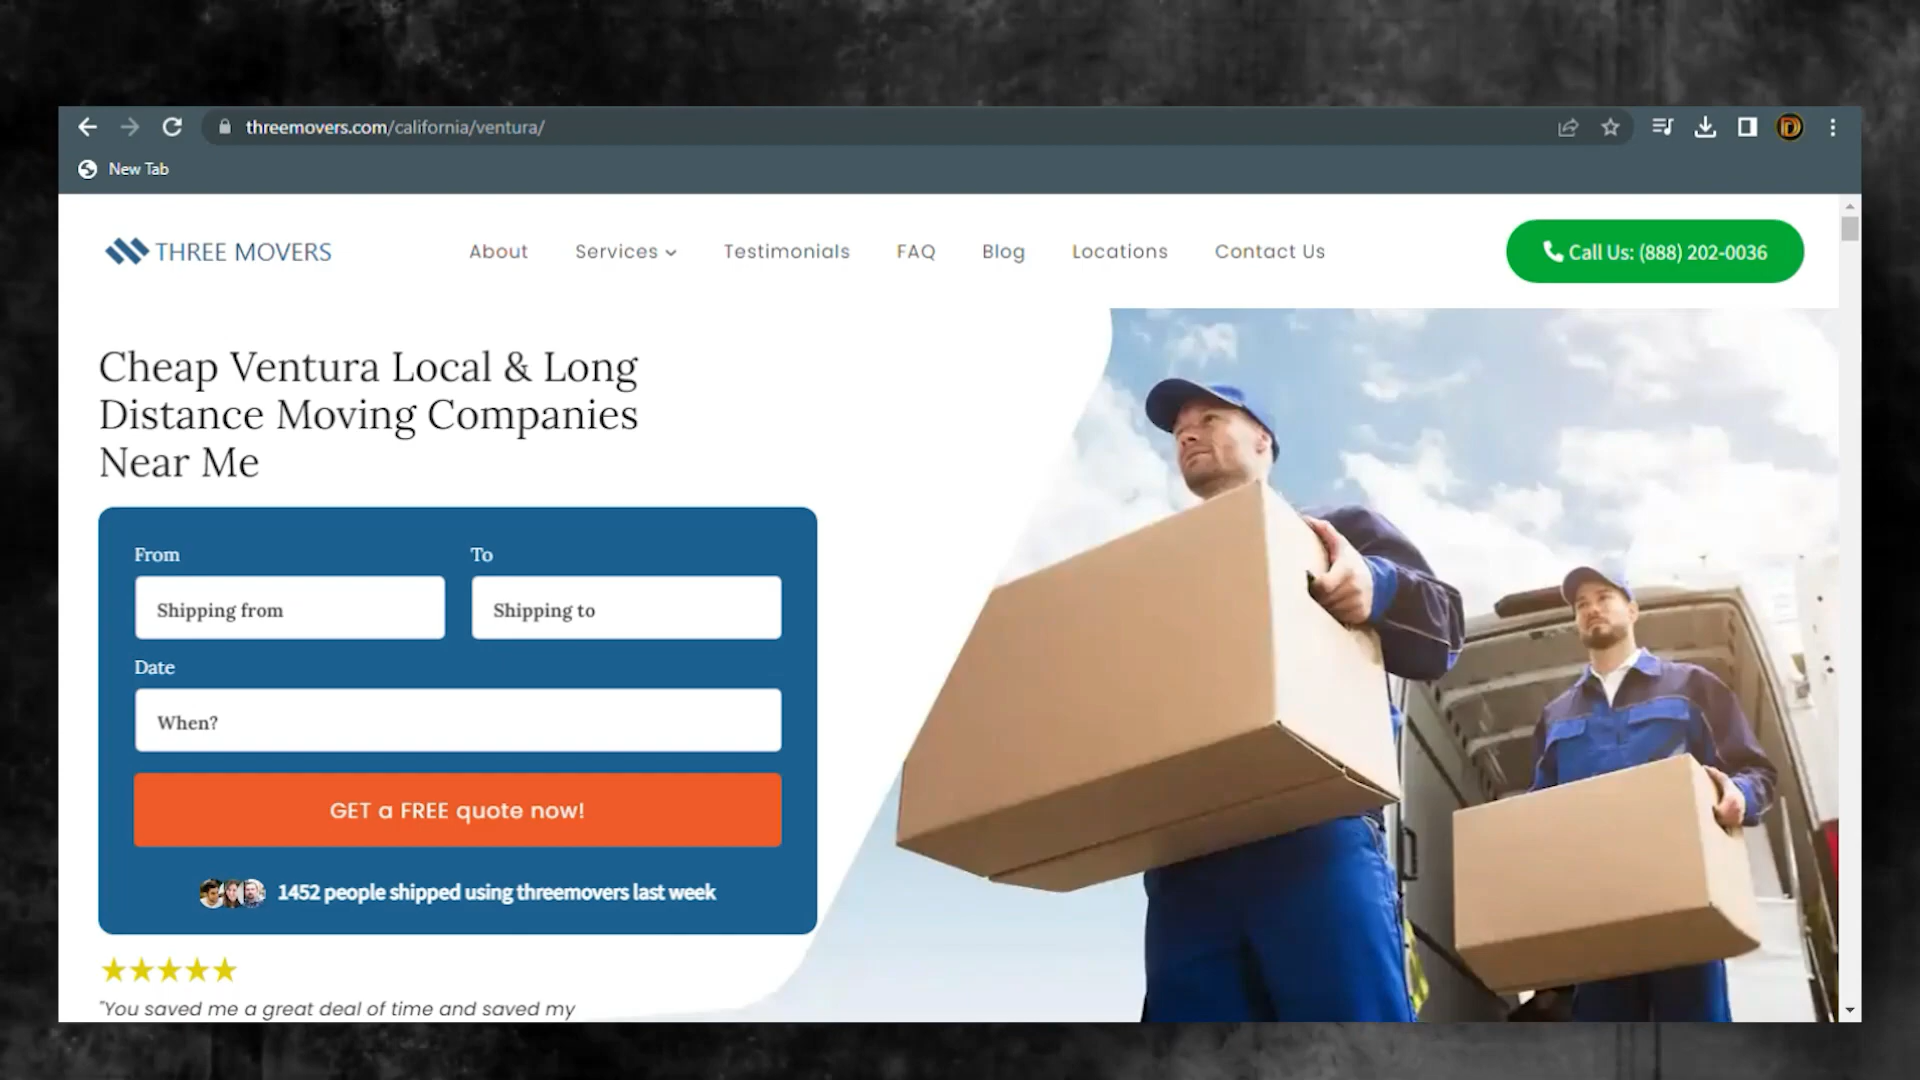 threemovers.com/california/ventura/
New Tab
THREE MOVERS
About Services Testimonials FAQ Blog Locations Contact Us
Call Us: (888) 202-0036
Cheap Ventura Local & Long
Distance Moving Companies
Near Me
From To
Shipping from Shipping to
Date
When?
GET a FREE quote now!
1452 people shipped using threemovers last week
"You saved me a great deal of time and saved my